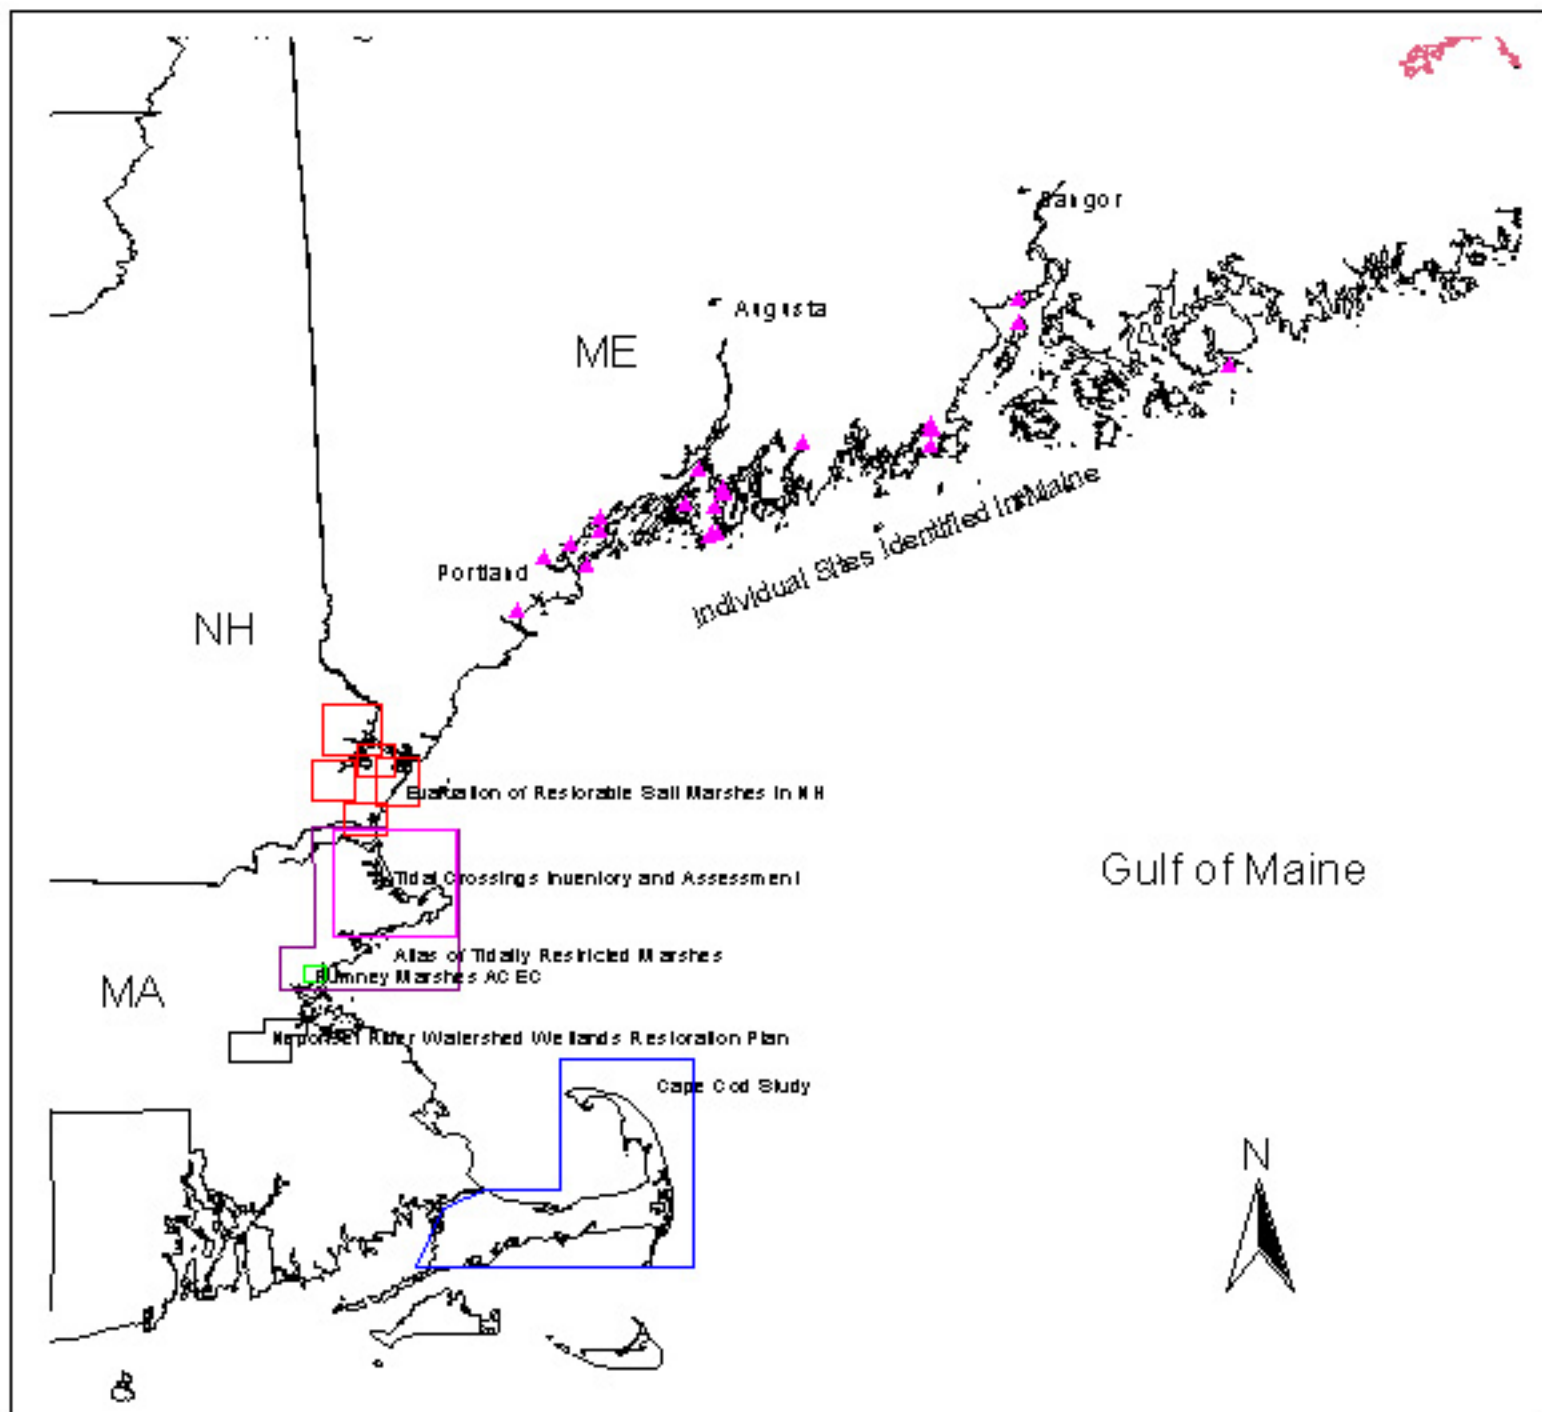 Bangor
Augusta
ME
Individual Sites Identified in Maine
Portland
NH
Evaluation of Restorable Salt Marshes in NH
Gulf of Maine
Tidal Crossings Inventory and Assessment
Atlas of Tidally Restricted Marshes
Rumney Marshes ACEC
MA
Neponset River Watershed Wetlands Restoration Plan
Cape Cod Study
N